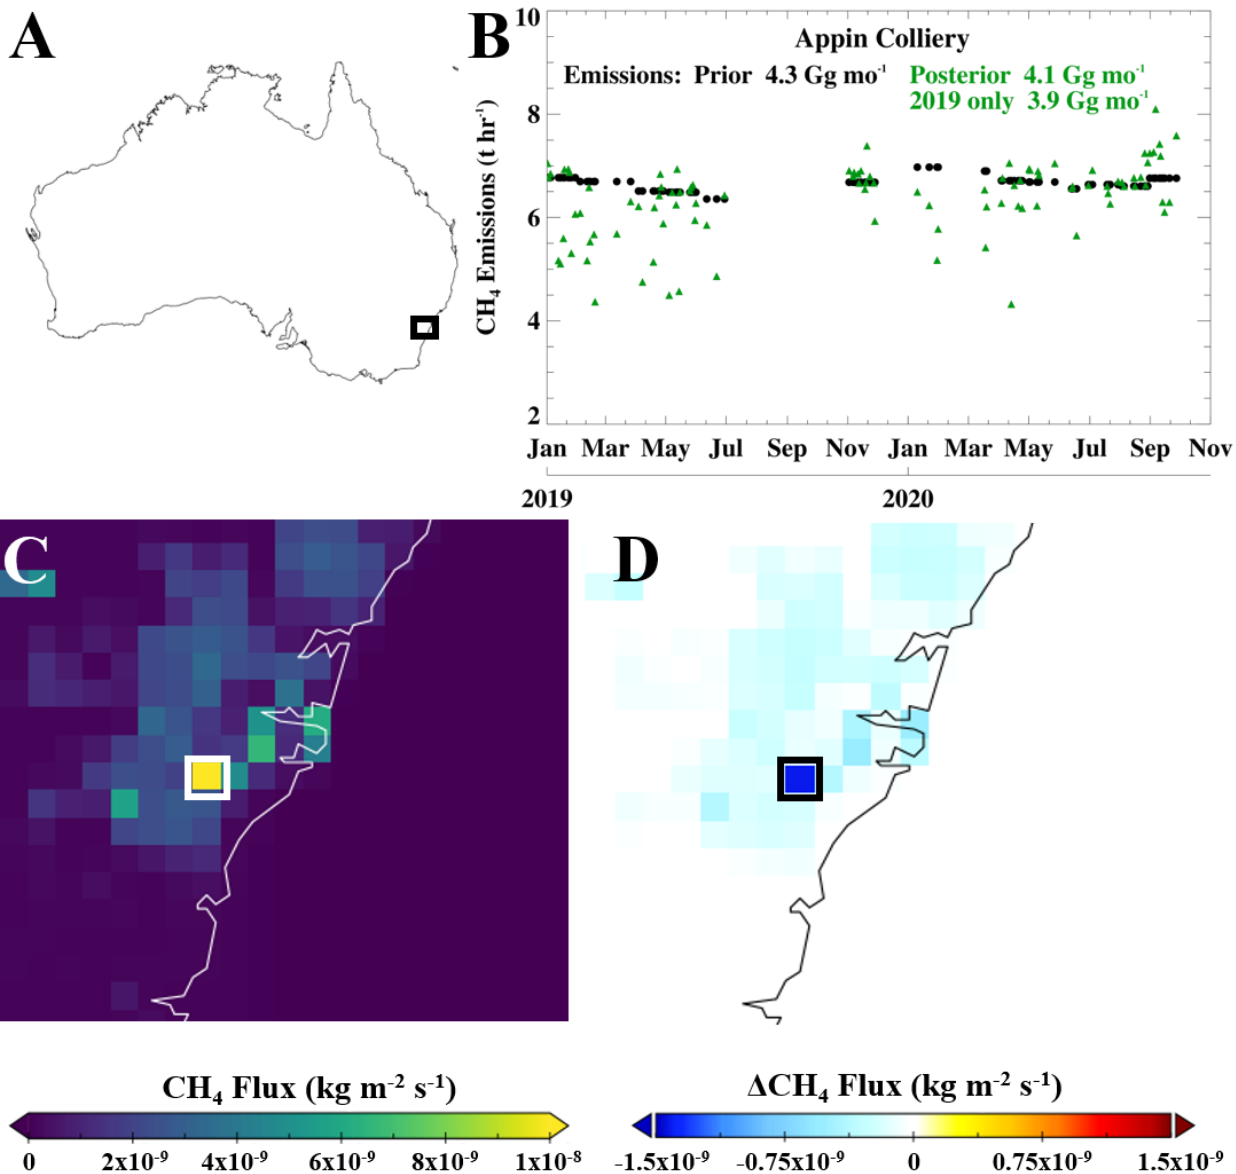 A
B
10
8
6
4
2
CH₄ Emissions (t hr⁻¹)
Appin Colliery
Emissions: Prior 4.3 Gg mo⁻¹
Posterior 4.1 Gg mo⁻¹
2019 only 3.9 Gg mo⁻¹
Jan Mar May Jul Sep Nov Jan Mar May Jul Sep Nov
2019 2020
C
D
CH₄ Flux (kg m⁻² s⁻¹)
0 2x10⁻⁹ 4x10⁻⁹ 6x10⁻⁹ 8x10⁻⁹ 1x10⁻⁸
ΔCH₄ Flux (kg m⁻² s⁻¹)
-1.5x10⁻⁹ -0.75x10⁻⁹ 0 0.75x10⁻⁹ 1.5x10⁻⁹